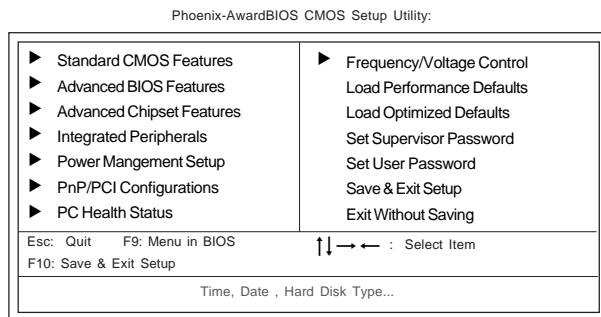 Phoenix-AwardBIOS CMOS Setup Utility:
▶ Standard CMOS Features
▶ Advanced BIOS Features
▶ Advanced Chipset Features
▶ Integrated Peripherals
▶ Power Mangement Setup
▶ PnP/PCI Configurations
▶ PC Health Status
▶ Frequency/Voltage Control
Load Performance Defaults
Load Optimized Defaults
Set Supervisor Password
Set User Password
Save & Exit Setup
Exit Without Saving
Esc: Quit F9: Menu in BIOS ↑↓→← : Select Item
F10: Save & Exit Setup
Time, Date , Hard Disk Type...